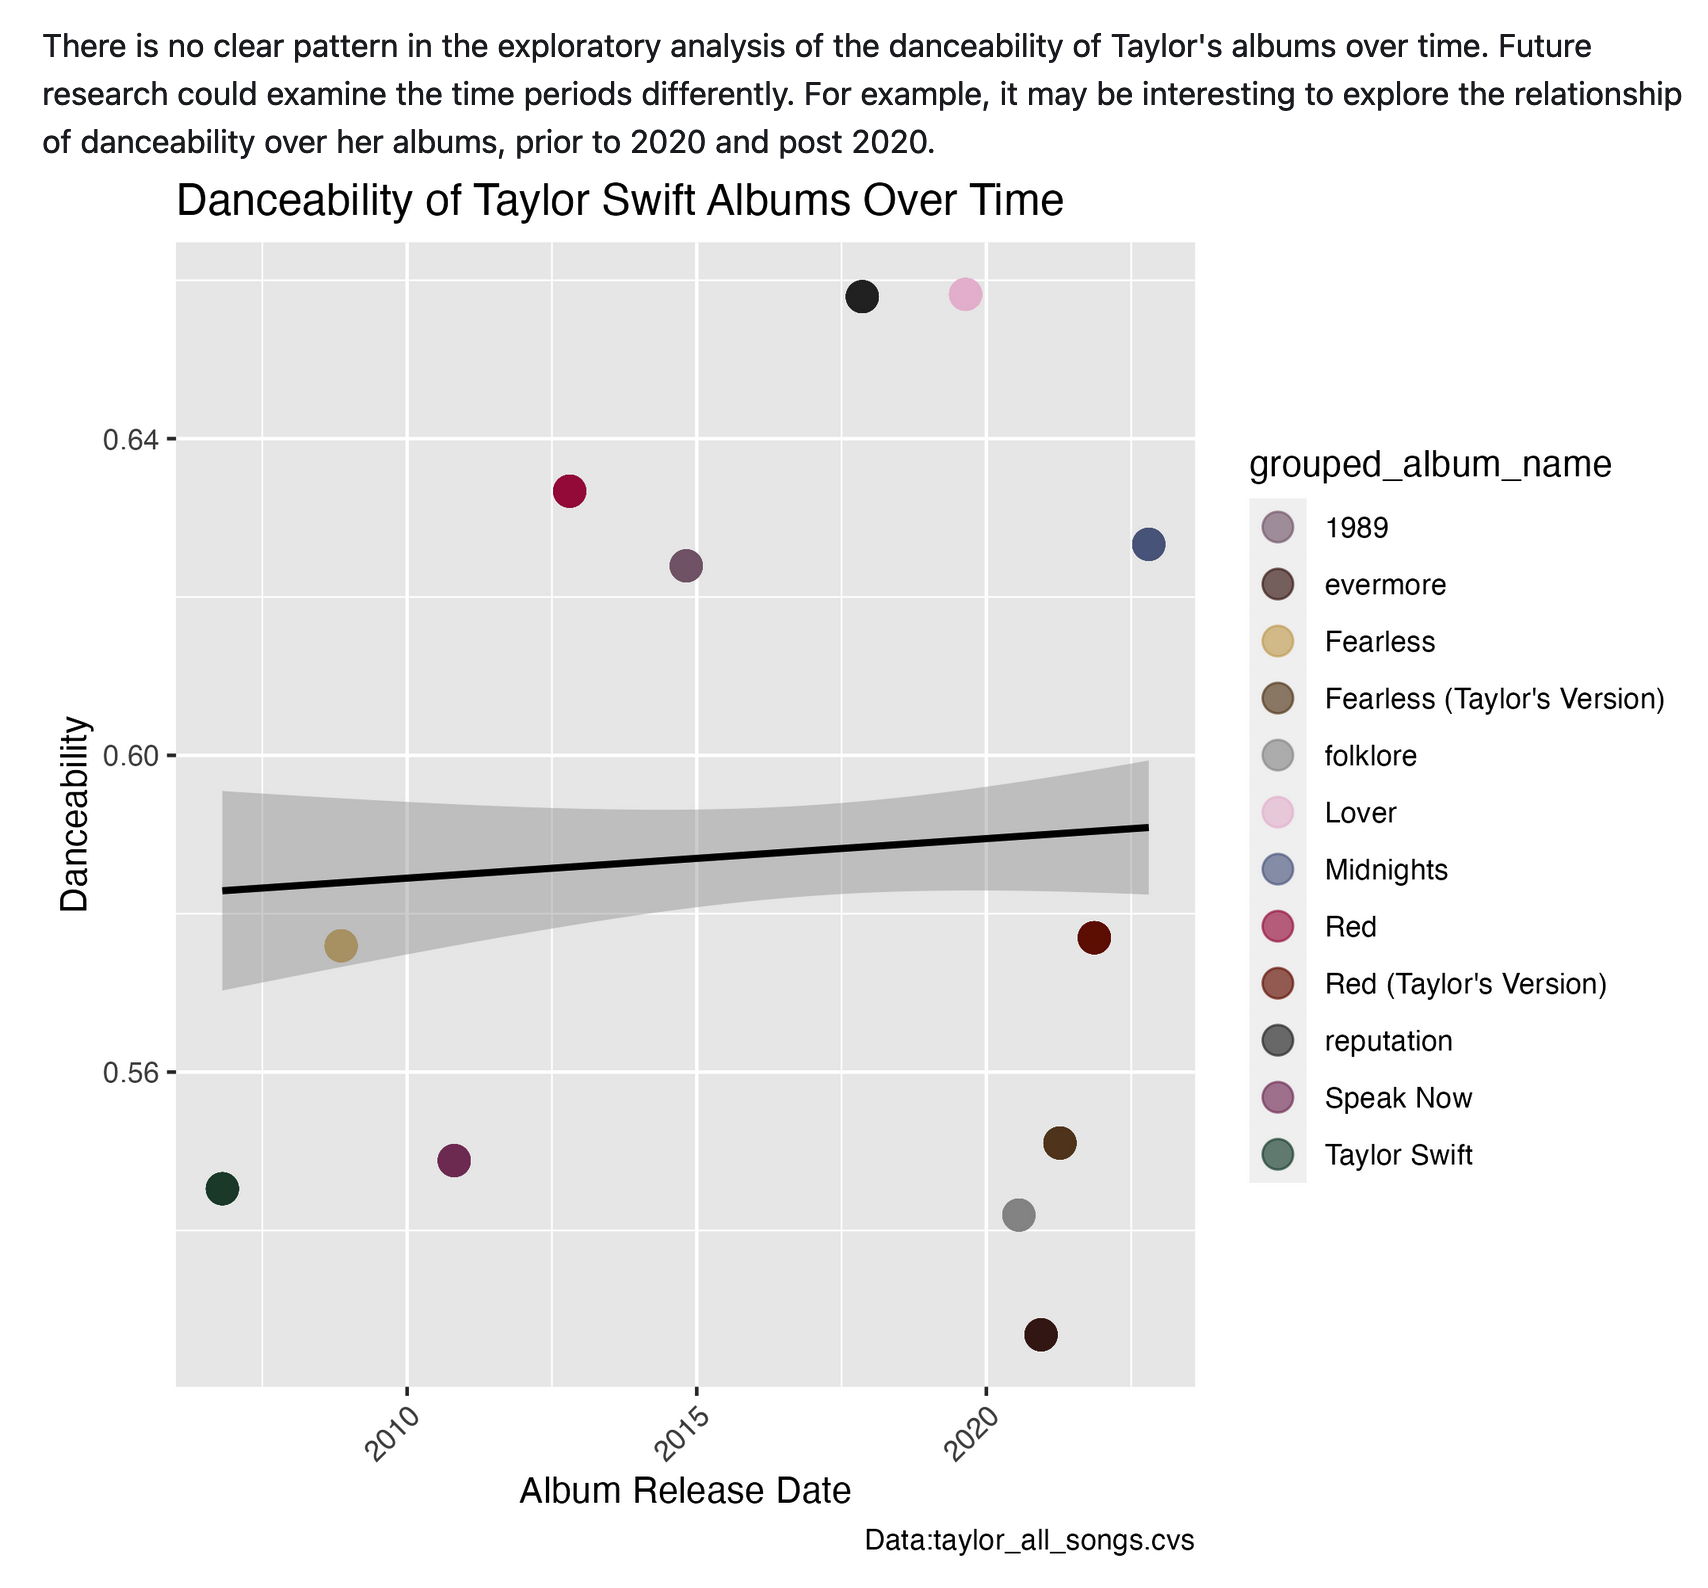 There is no clear pattern in the exploratory analysis of the danceability of Taylor's albums over time. Future
research could examine the time periods differently. For example, it may be interesting to explore the relationship
of danceability over her albums, prior to 2020 and post 2020.
Danceability of Taylor Swift Albums Over Time
0.64
0.60
0.56
Danceability
2010
2015
2020
Album Release Date
Data:taylor_all_songs.cvs
grouped_album_name
1989
evermore
Fearless
Fearless (Taylor's Version)
folklore
Lover
Midnights
Red
Red (Taylor's Version)
reputation
Speak Now
Taylor Swift